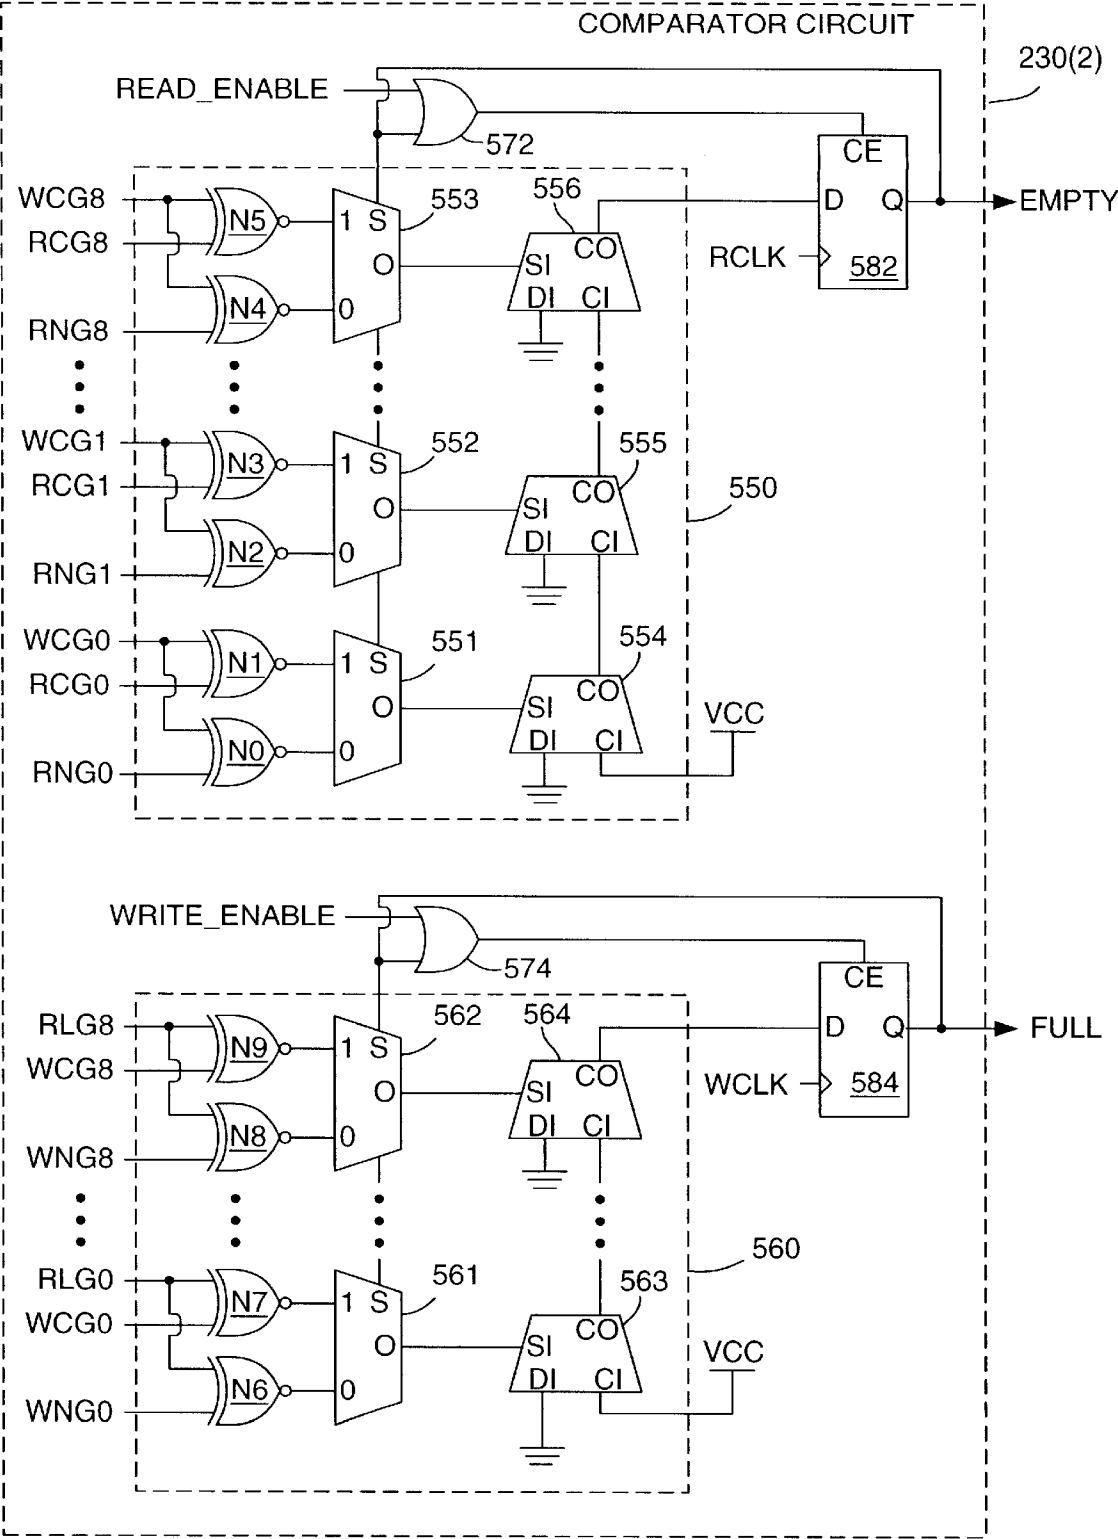 COMPARATOR CIRCUIT
230(2)
READ_ENABLE
572
CE
D
Q
EMPTY
RCLK
582
WCG8
RCG8
RNG8
N5
N4
1
S
O
0
553
556
CO
SI
DI
CI
WCG1
RCG1
RNG1
N3
N2
1
S
O
0
552
555
CO
SI
DI
CI
550
WCG0
RCG0
RNG0
N1
N0
1
S
O
0
551
554
CO
SI
DI
CI
VCC
WRITE_ENABLE
574
CE
D
Q
FULL
WCLK
584
RLG8
WCG8
WNG8
N9
N8
1
S
O
0
562
564
CO
SI
DI
CI
560
RLG0
WCG0
WNG0
N7
N6
1
S
O
0
561
563
CO
SI
DI
CI
VCC